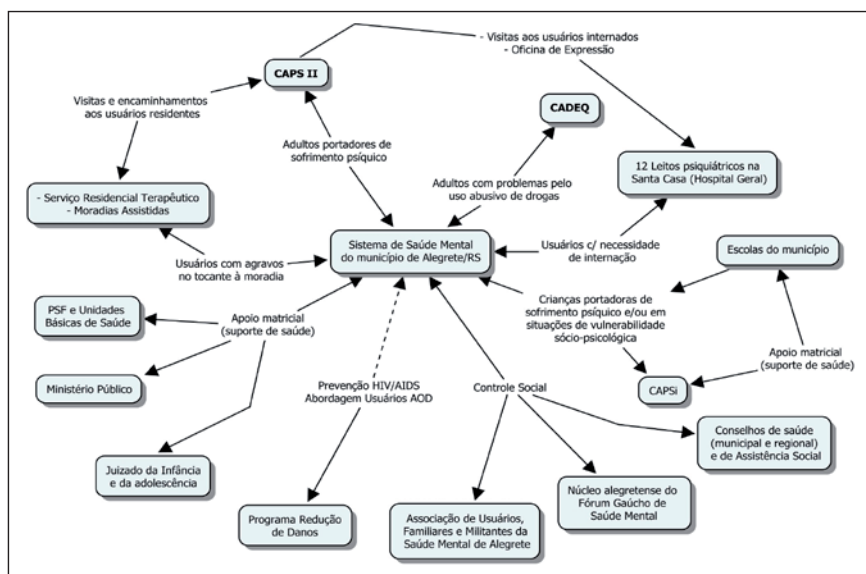 - Visitas aos usuários internados
- Oficina de Expressão
CAPS II
CADEQ
Visitas e encaminhamentos
aos usuários residentes
Adultos portadores de
sofrimento psíquico
12 Leitos psiquiátricos na
Santa Casa (Hospital Geral)
Adultos com problemas pelo
uso abusivo de drogas
- Serviço Residencial Terapêutico
- Moradias Assistidas
Sistema de Saúde Mental
do município de Alegrete/RS
Usuários c/ necessidade
de internação
Escolas do município
Usuários com agravos
no tocante à moradia
PSF e Unidades
Básicas de Saúde
Apoio matricial
(suporte de saúde)
Crianças portadoras de
sofrimento psíquico e/ou em
situações de vulnerabilidade
sócio-psicológica
Apoio matricial
(suporte de saúde)
Ministério Público
Prevenção HIV/AIDS
Abordagem Usuários AOD
Controle Social
CAPSi
Conselhos de saúde
(municipal e regional)
e de Assistência Social
Juizado da Infância
e da adolescência
Núcleo alegretense do
Fórum Gaúcho de
Saúde Mental
Programa Redução
de Danos
Associação de Usuários,
Familiares e Militantes da
Saúde Mental de Alegrete